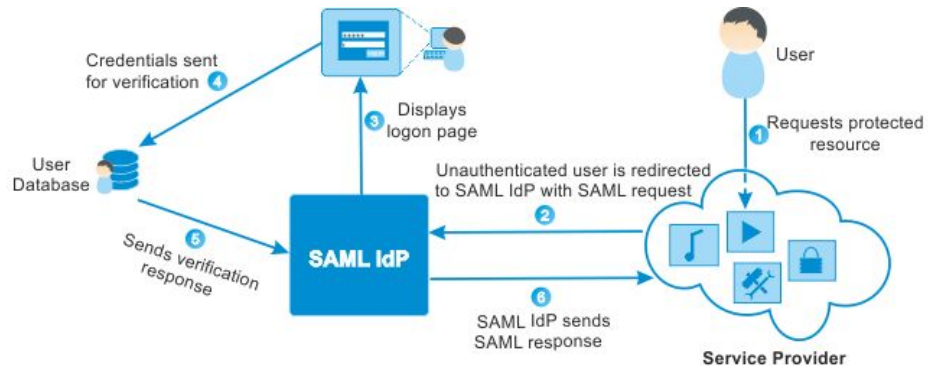 Credentials sent
for verification 4
User
3 Displays
logon page
1 Requests protected
resource
User
Database
Unauthenticated user is redirected
to SAML IdP with SAML request
2
5
Sends verification
response
SAML IdP
6
SAML IdP sends
SAML response
Service Provider